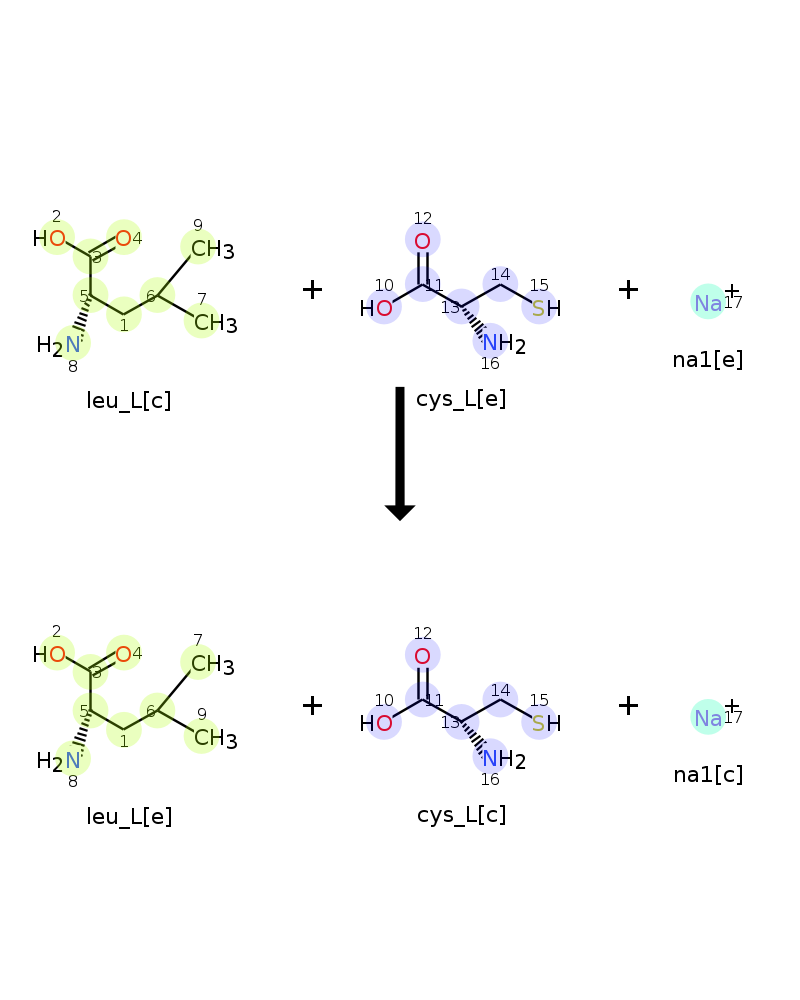 2 9 12
HO O 4 CH3 O
3 14
10 11 15
5 6 7 HO 13 SH Na+ 17
1 CH3
H2N NH2
8 16
+ +
na1[e]
leu_L[c] cys_L[e]
2 7 12
HO O 4 CH3 O
3 14
10 11 15
5 6 9 HO 13 SH Na+ 17
1 CH3
H2N NH2
8 16
+ +
na1[c]
leu_L[e] cys_L[c]